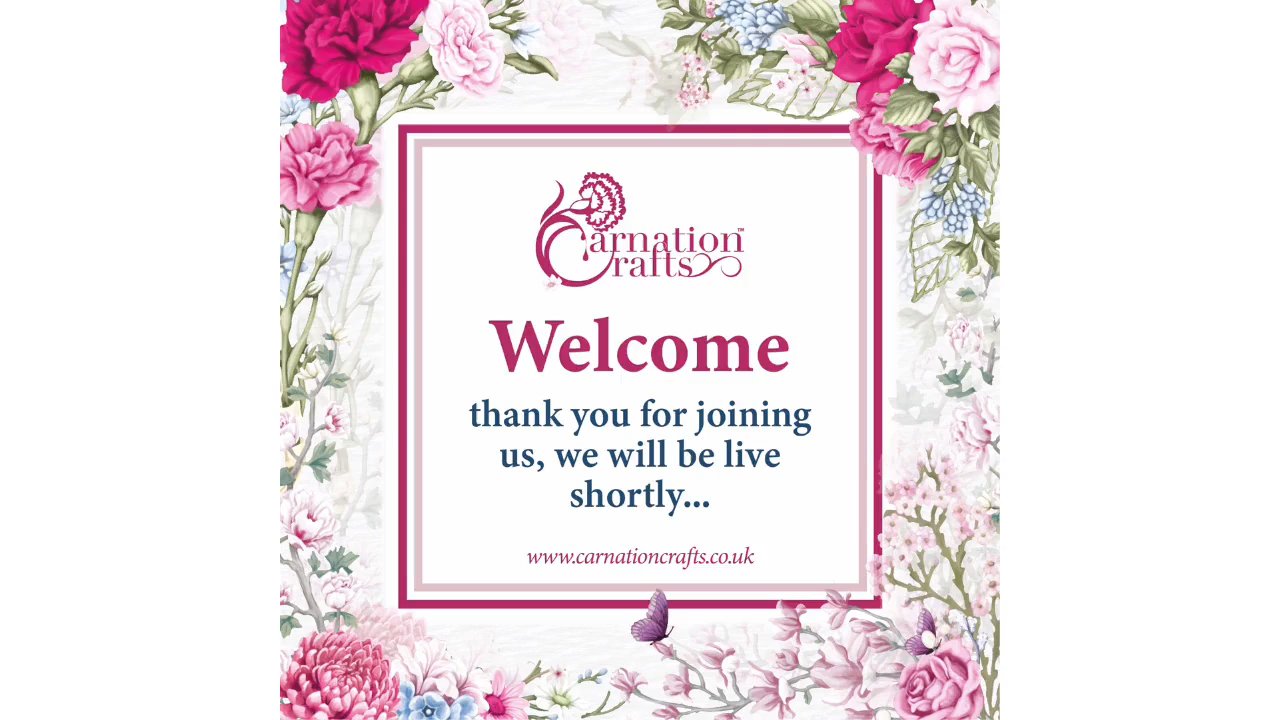 Carnation™
Crafts
Welcome
thank you for joining
us, we will be live
shortly...
www.carnationcrafts.co.uk